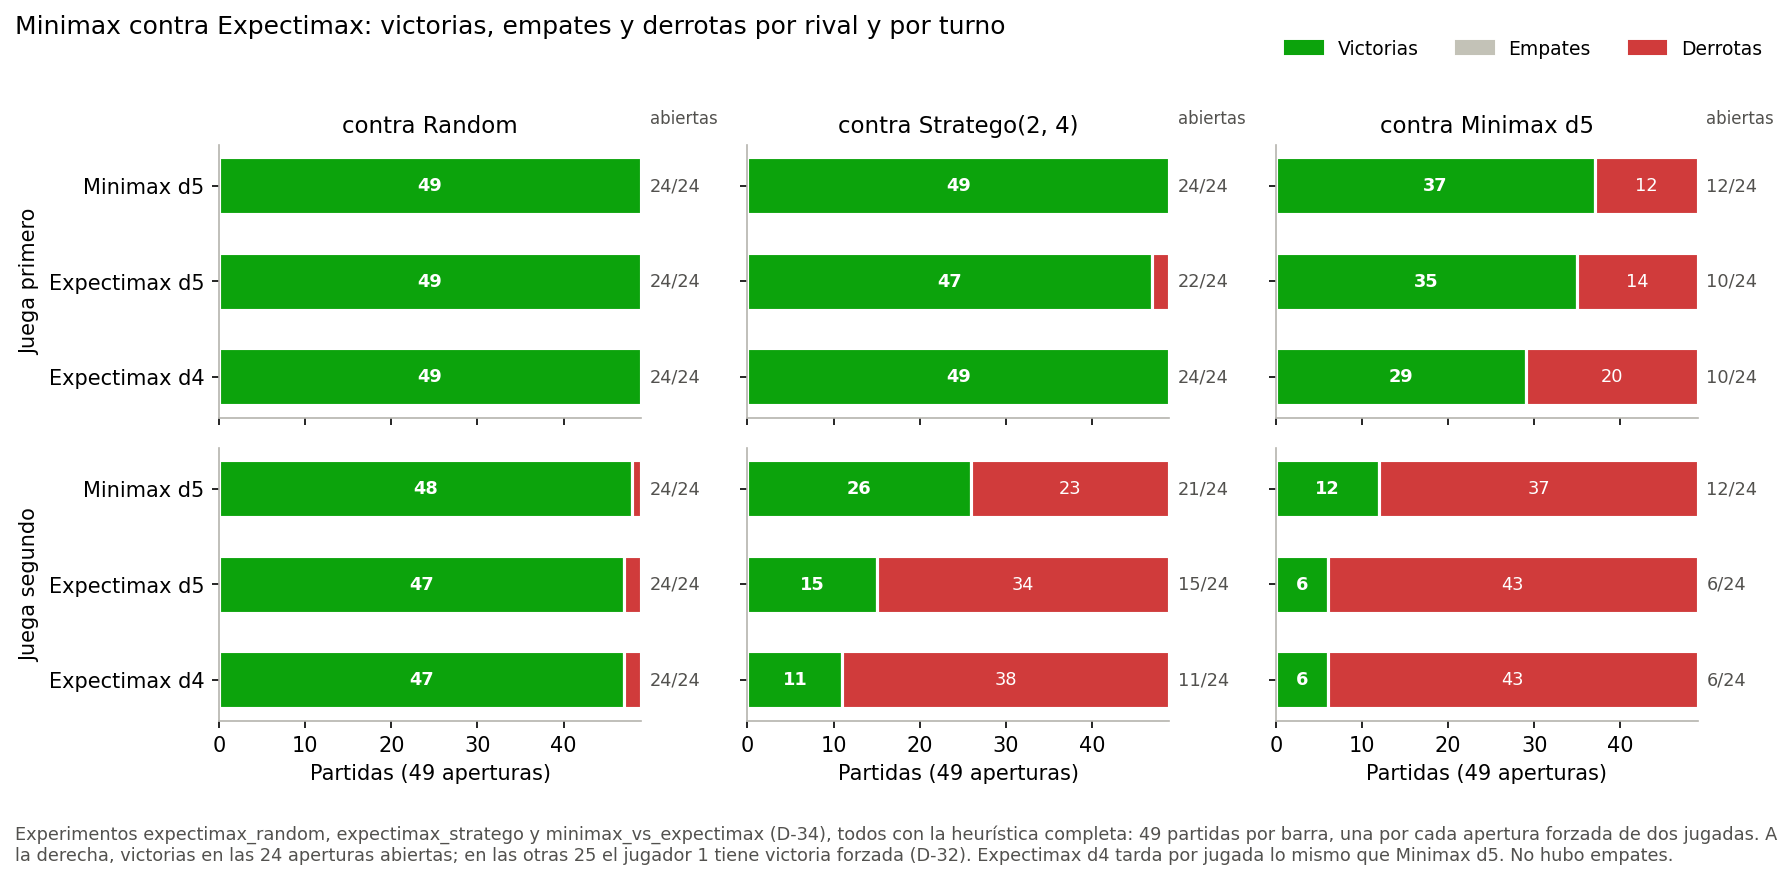 Minimax contra Expectimax: victorias, empates y derrotas por rival y por turno
Victorias
Empates
Derrotas
contra Random
abiertas
contra Stratego(2, 4)
abiertas
contra Minimax d5
abiertas
Juega primero
Minimax d5
49
24/24
49
24/24
37
12
12/24
Expectimax d5
49
24/24
47
22/24
35
14
10/24
Expectimax d4
49
24/24
49
24/24
29
20
10/24
Juega segundo
Minimax d5
48
24/24
26
23
21/24
12
37
12/24
Expectimax d5
47
24/24
15
34
15/24
6
43
6/24
Expectimax d4
47
24/24
11
38
11/24
6
43
6/24
0 10 20 30 40
0 10 20 30 40
0 10 20 30 40
Partidas (49 aperturas)
Partidas (49 aperturas)
Partidas (49 aperturas)
Experimentos expectimax_random, expectimax_stratego y minimax_vs_expectimax (D-34), todos con la heurística completa: 49 partidas por barra, una por cada apertura forzada de dos jugadas. A
la derecha, victorias en las 24 aperturas abiertas; en las otras 25 el jugador 1 tiene victoria forzada (D-32). Expectimax d4 tarda por jugada lo mismo que Minimax d5. No hubo empates.